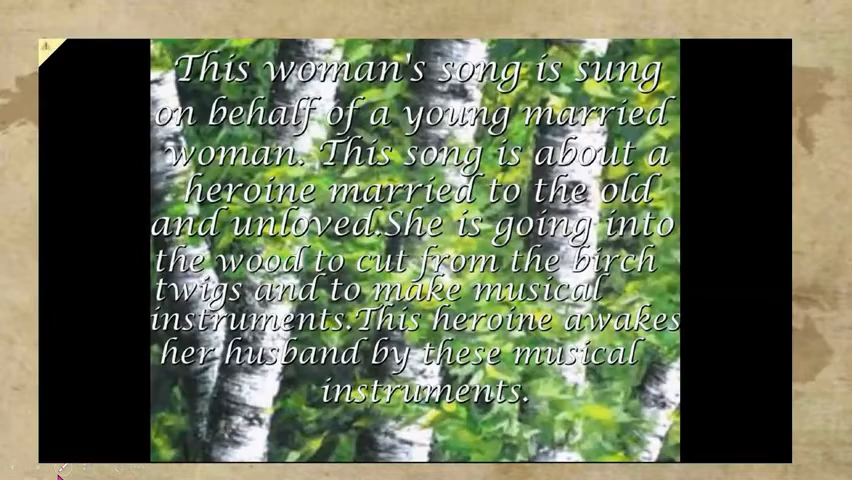 This woman's song is sung
on behalf of a young married
woman. This song is about a
heroine married to the old
and unloved.She is going into
the wood to cut from the birch
twigs and to make musical
instruments.This heroine awakes
her husband by these musical
instruments.